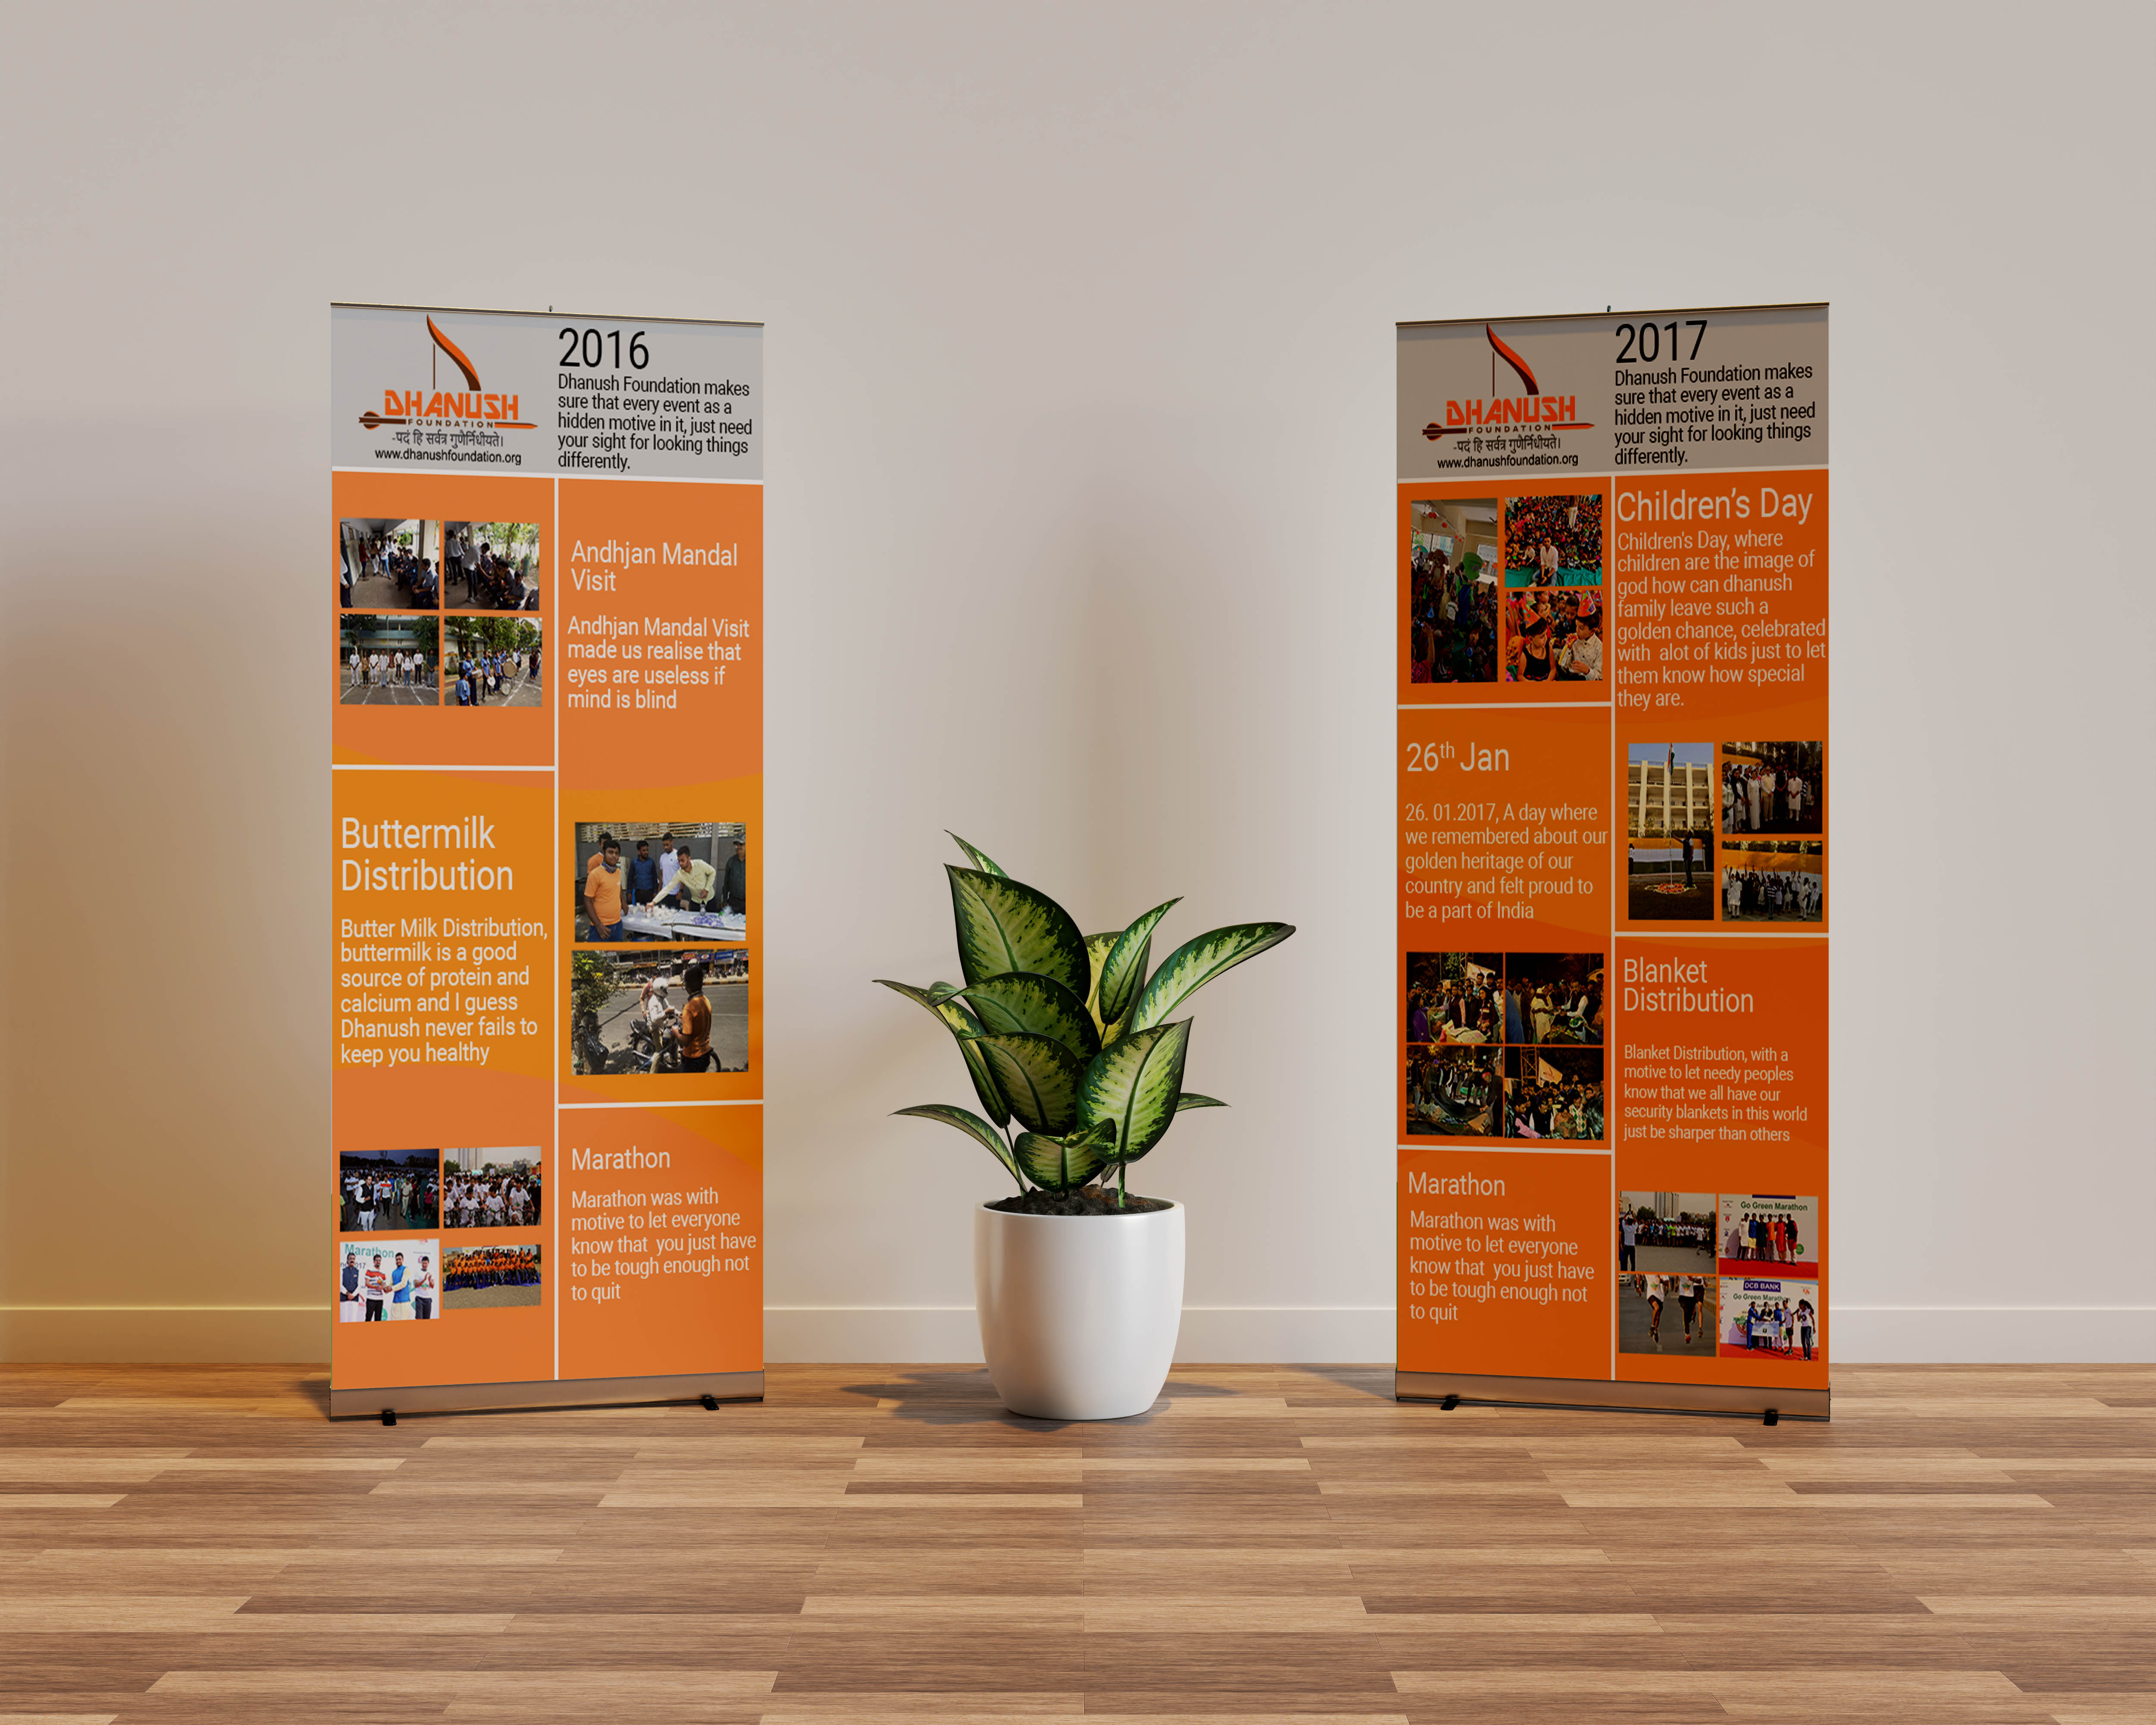 DHANUSH
FOUNDATION
-पदं हि सर्वत्र गुणैर्निधीयते।
www.dhanushfoundation.org
2016
Dhanush Foundation makes
sure that every event as a
hidden motive in it, just need
your sight for looking things
differently.
Andhjan Mandal
Visit
Andhjan Mandal Visit
made us realise that
eyes are useless if
mind is blind
Buttermilk
Distribution
Butter Milk Distribution,
buttermilk is a good
source of protein and
calcium and I guess
Dhanush never fails to
keep you healthy
Marathon
Marathon
Marathon was with
motive to let everyone
know that you just have
to be tough enough not
to quit
DHANUSH
FOUNDATION
-पदं हि सर्वत्र गुणैर्निधीयते।
www.dhanushfoundation.org
2017
Dhanush Foundation makes
sure that every event as a
hidden motive in it, just need
your sight for looking things
differently.
Children's Day
Children's Day, where
children are the image of
god how can dhanush
family leave such a
golden chance, celebrated
with alot of kids just to let
them know how special
they are.
26th Jan
26. 01.2017, A day where
we remembered about our
golden heritage of our
country and felt proud to
be a part of India
Blanket
Distribution
Blanket Distribution, with a
motive to let needy peoples
know that we all have our
security blankets in this world
just be sharper than others
Marathon
Marathon was with
motive to let everyone
know that you just have
to be tough enough not
to quit
Go Green Marathon
DCB BANK
Go Green Marathon